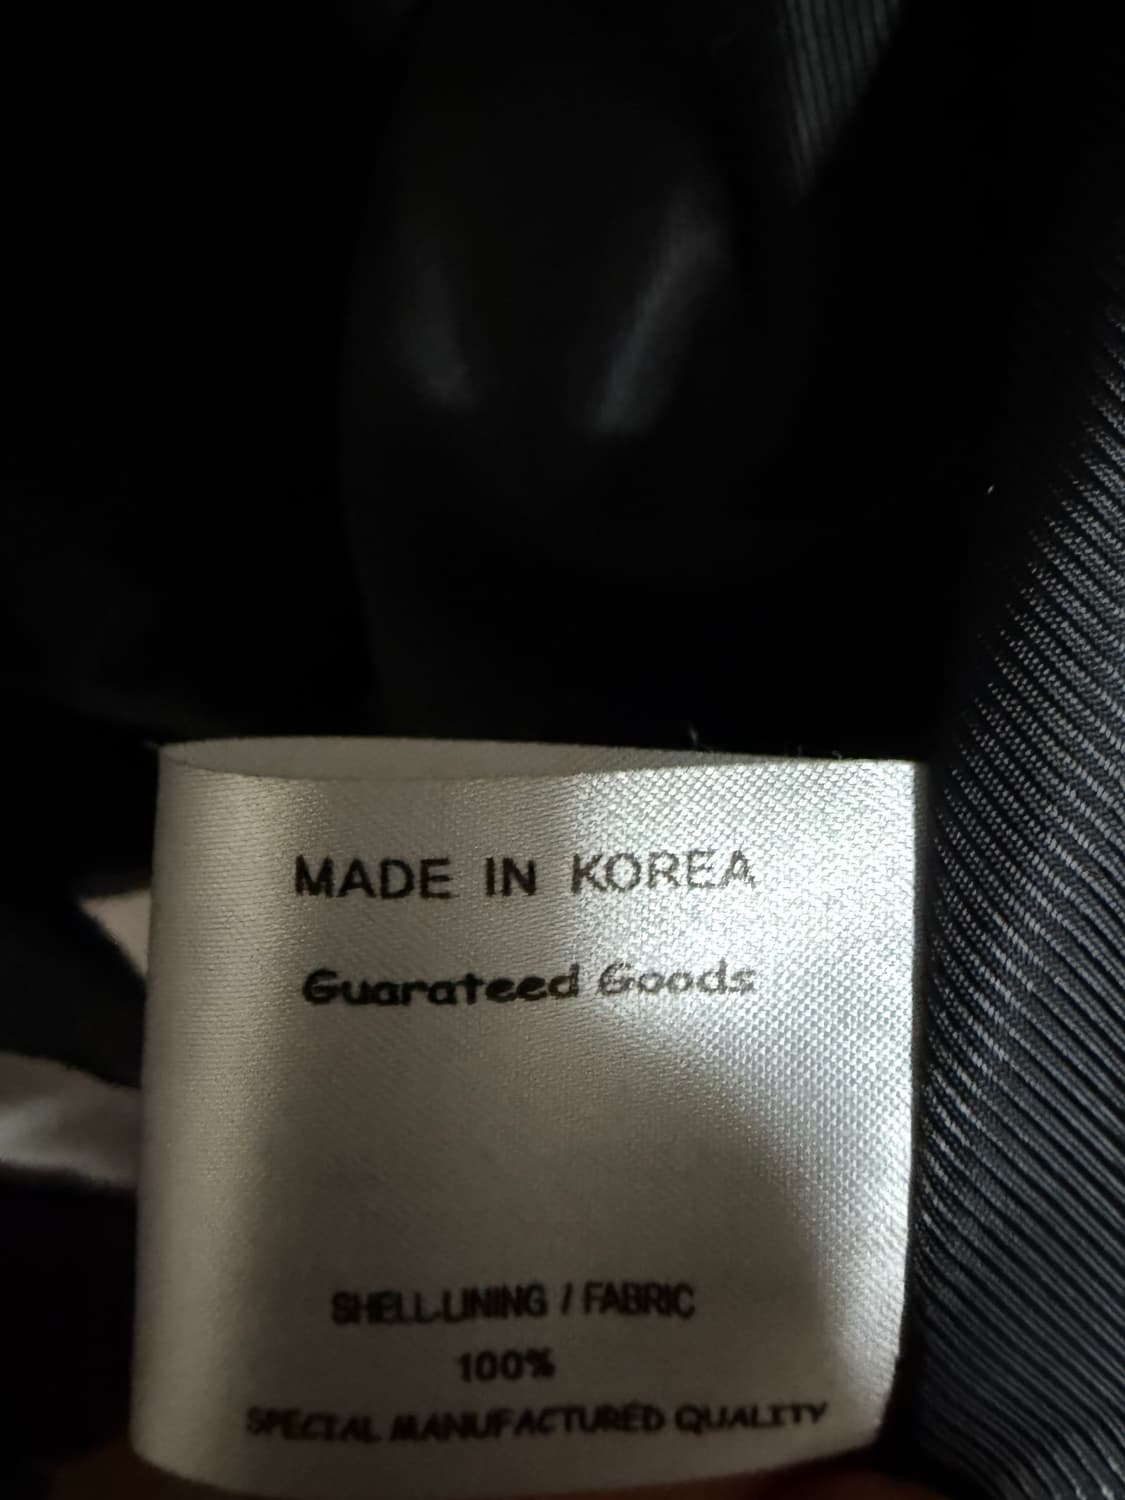 MADE IN KOREA
Guarateed Goods
SHELL-LINING / FABRIC
100%
SPECIAL MANUFACTURED QUALITY